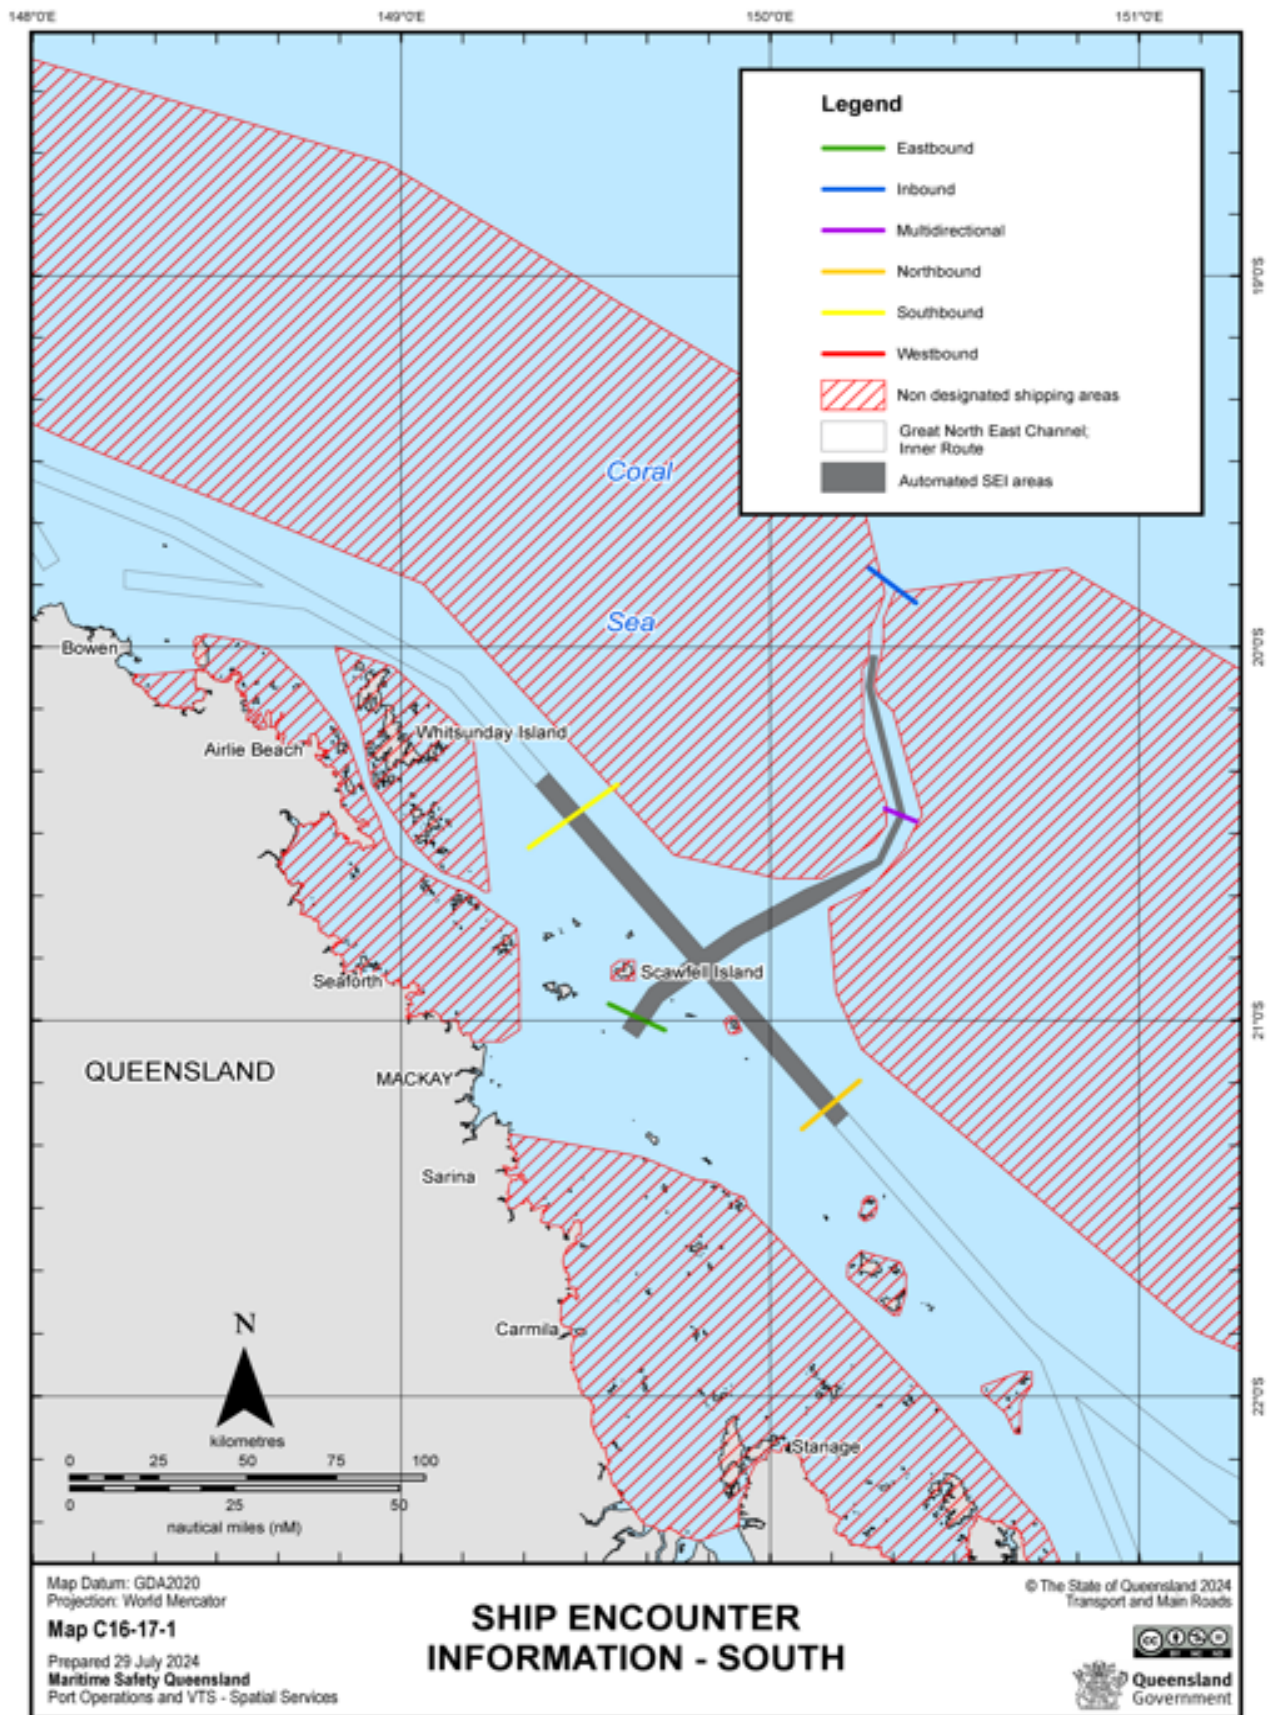 148°0'E 149°0'E 150°0'E 151°0'E
Legend
Eastbound
Inbound
Multidirectional
Northbound
Southbound
Westbound
Non designated shipping areas
Great North East Channel;
Inner Route
Automated SEI areas
19°0'S
Coral
Sea
20°0'S
Bowen
Whitsunday Island
Airlie Beach
Scawfell Island
Seaforth
21°0'S
QUEENSLAND
MACKAY
Sarina
N
Carmila
22°0'S
kilometres
Stanage
0 25 50 75 100
0 25 50
nautical miles (nM)
Map Datum: GDA2020
Projection: World Mercator
Map C16-17-1
Prepared 29 July 2024
Maritime Safety Queensland
Port Operations and VTS - Spatial Services
SHIP ENCOUNTER
INFORMATION - SOUTH
© The State of Queensland 2024
Transport and Main Roads
cc
BY NC ND
Queensland
Government